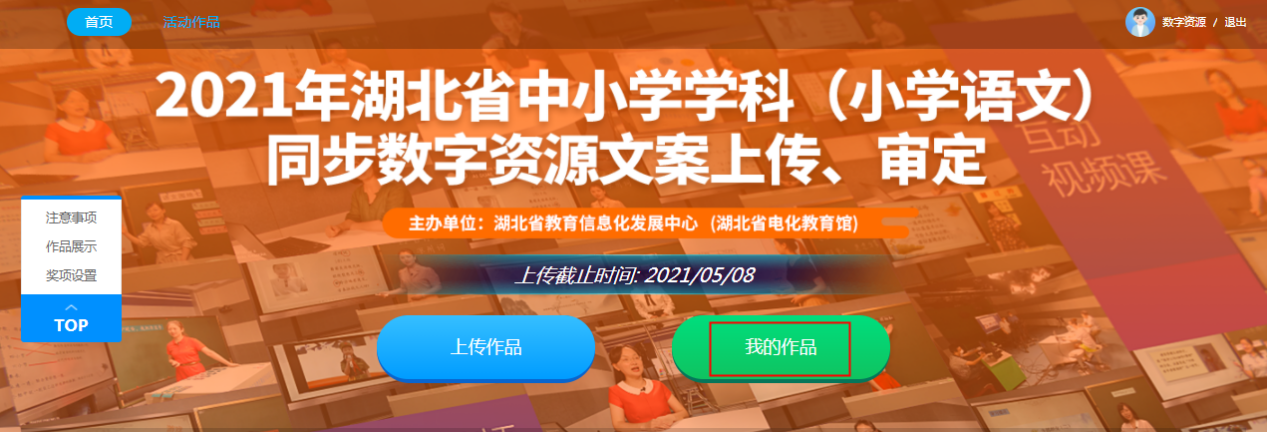 首页 活动作品 数字资源 / 退出
2021年湖北省中小学学科（小学语文）
同步数字资源文案上传、审定
互动
视频课
主办单位：湖北省教育信息化发展中心 （湖北省电化教育馆）
注意事项
作品展示
奖项设置
TOP
上传截止时间: 2021/05/08
上传作品 我的作品